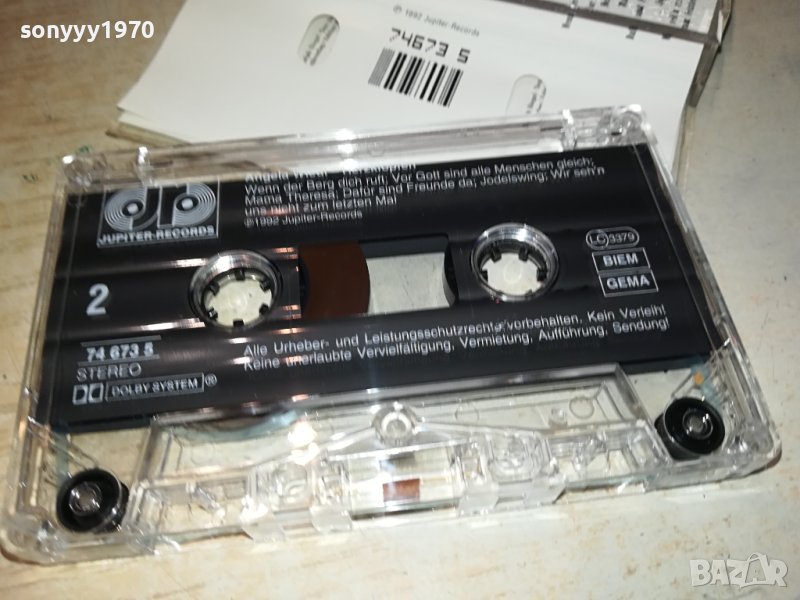 sonyyy1970
℗ 1992 Jupiter-Records
74673 5
Angela
Wenn der Berg dich ruft; Vor Gott sind alle Menschen gleich;
Mama Theresa; Dafür sind Freunde da; Jodelswing; Wir seh'n
uns nicht zum letzten Mal
℗1992 Jupiter-Records
JUPITER-RECORDS
LC 3379
BIEM
GEMA
2
74 673 5
STEREO
DOLBY SYSTEM ®
Alle Urheber- und Leistungsschutzrechte vorbehalten. Kein Verleih!
Keine unerlaubte Vervielfältigung, Vermietung, Aufführung, Sendung!
BAZAR